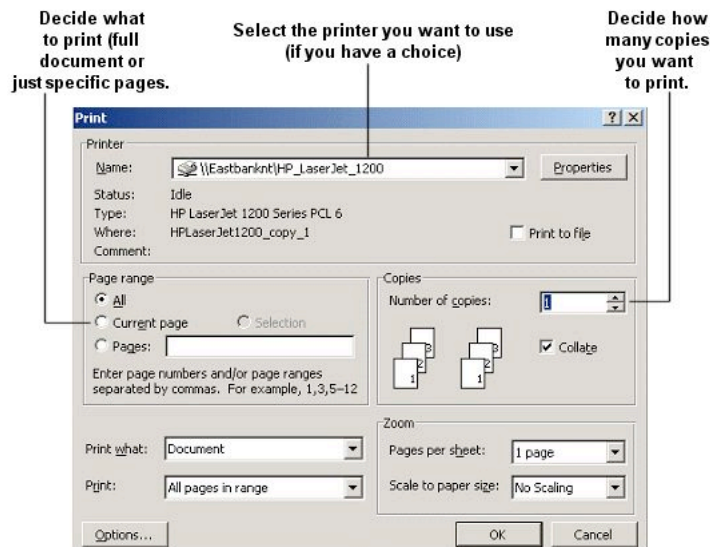 Decide what
to print (full
document or
just specific pages.
Select the printer you want to use
(if you have a choice)
Decide how
many copies
you want
to print.
Print
Printer
Name:
\\Eastbanknt\HP_LaserJet_1200
Properties
Status:
Idle
Type:
HP LaserJet 1200 Series PCL 6
Where:
HPLaserJet1200_copy_1
Print to file
Comment:
Page range
All
Current page
Selection
Pages:
Enter page numbers and/or page ranges
separated by commas. For example, 1,3,5–12
Copies
Number of copies:
1
3
2
1
3
2
1
Collate
Print what:
Document
Print:
All pages in range
Zoom
Pages per sheet:
1 page
Scale to paper size:
No Scaling
Options...
OK
Cancel